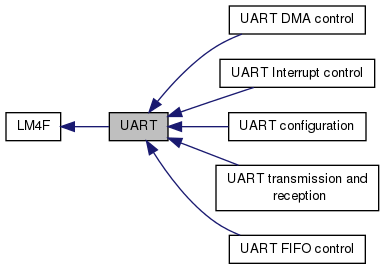 UART DMA control
UART Interrupt control
LM4F
UART
UART configuration
UART transmission and
reception
UART FIFO control